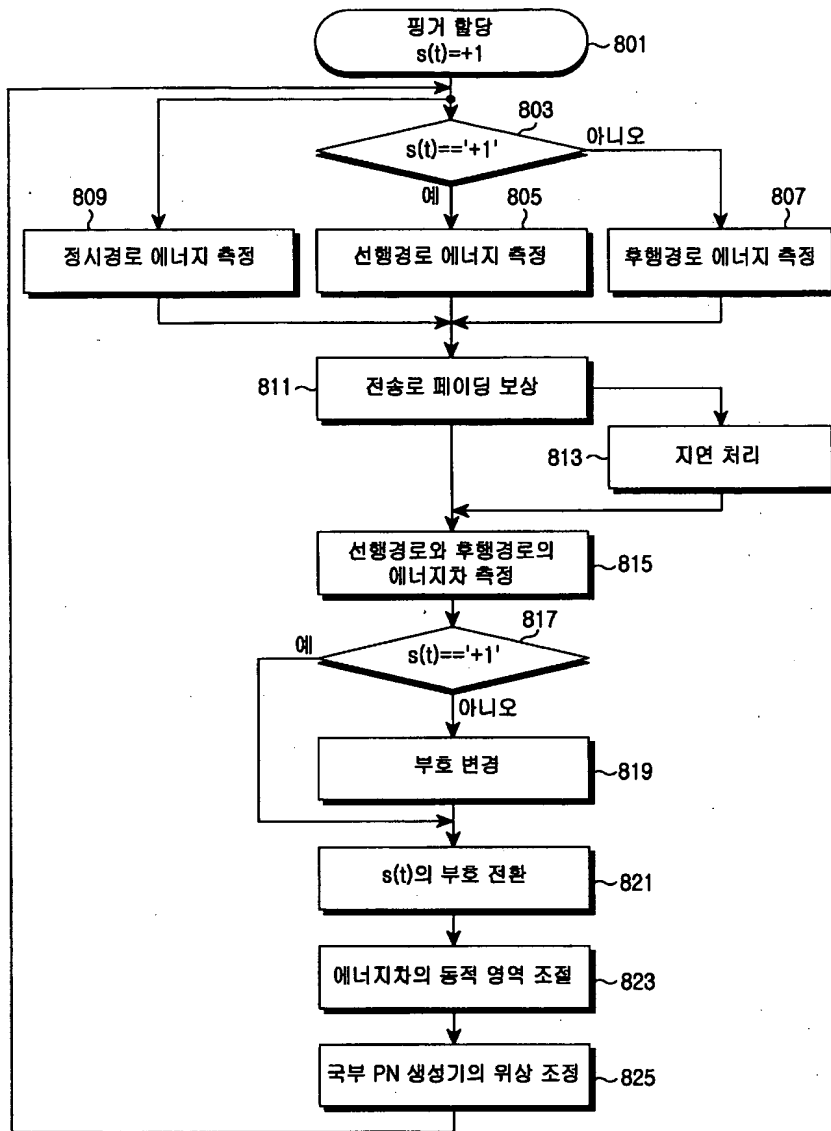 핑거 할당
s(t)=+1
801
803
s(t)=='+1'
아니오
예
809
정시경로 에너지 측정
805
선행경로 에너지 측정
807
후행경로 에너지 측정
811
전송로 페이딩 보상
813
지연 처리
선행경로와 후행경로의
에너지차 측정
815
817
예
s(t)=='+1'
아니오
부호 변경
819
s(t)의 부호 전환
821
에너지차의 동적 영역 조절
823
국부 PN 생성기의 위상 조정
825